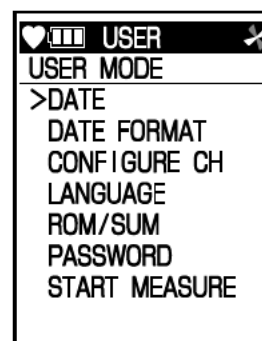 USER
USER MODE
>DATE
DATE FORMAT
CONFIGURE CH
LANGUAGE
ROM/SUM
PASSWORD
START MEASURE